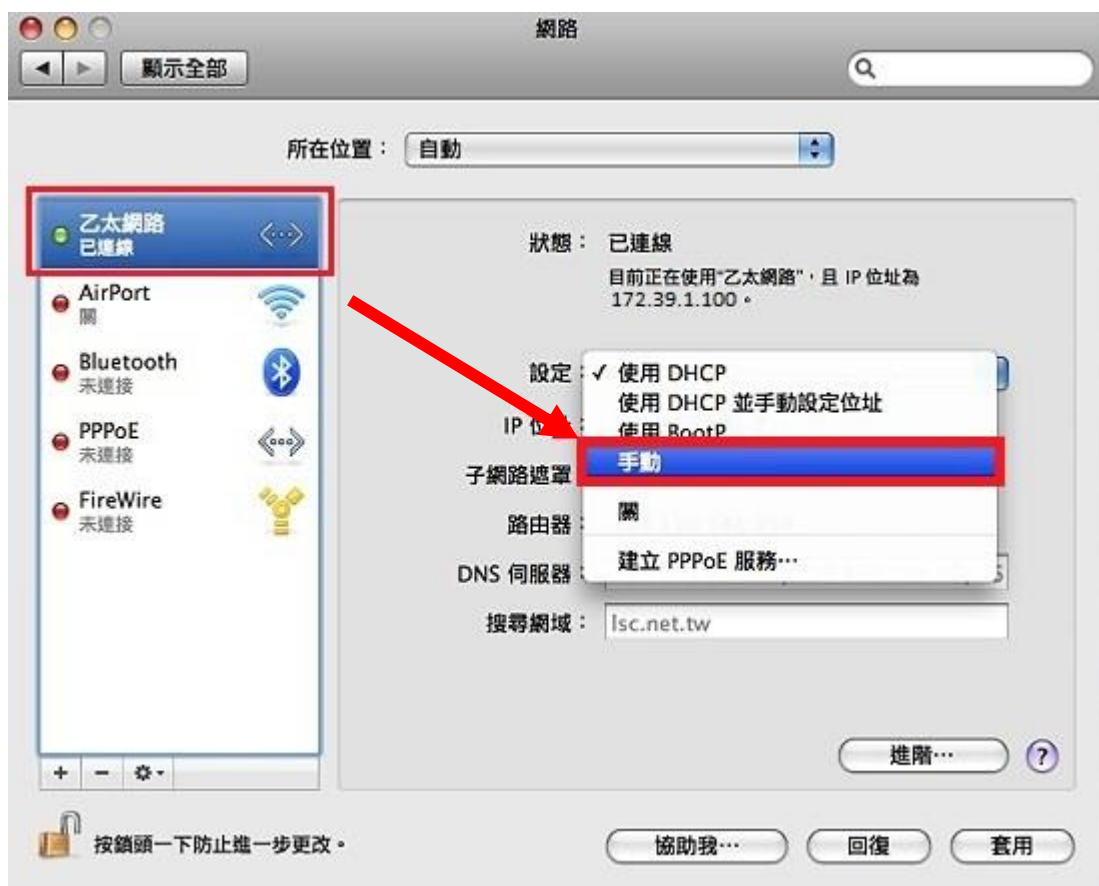 網路
顯示全部
所在位置： 自動
乙太網路
已連線
AirPort
關
Bluetooth
未連接
PPPoE
未連接
FireWire
未連接
狀態： 已連線
目前正在使用“乙太網路”，且 IP 位址為
172.39.1.100。
設定： ✓ 使用 DHCP
使用 DHCP 並手動設定位址
IP
使用 BootP
手動
子網路遮罩
關
路由器：
建立 PPPoE 服務…
DNS 伺服器：
搜尋網域： lsc.net.tw
進階…
?
+ −
按鎖頭一下防止進一步更改。
協助我…
回復
套用